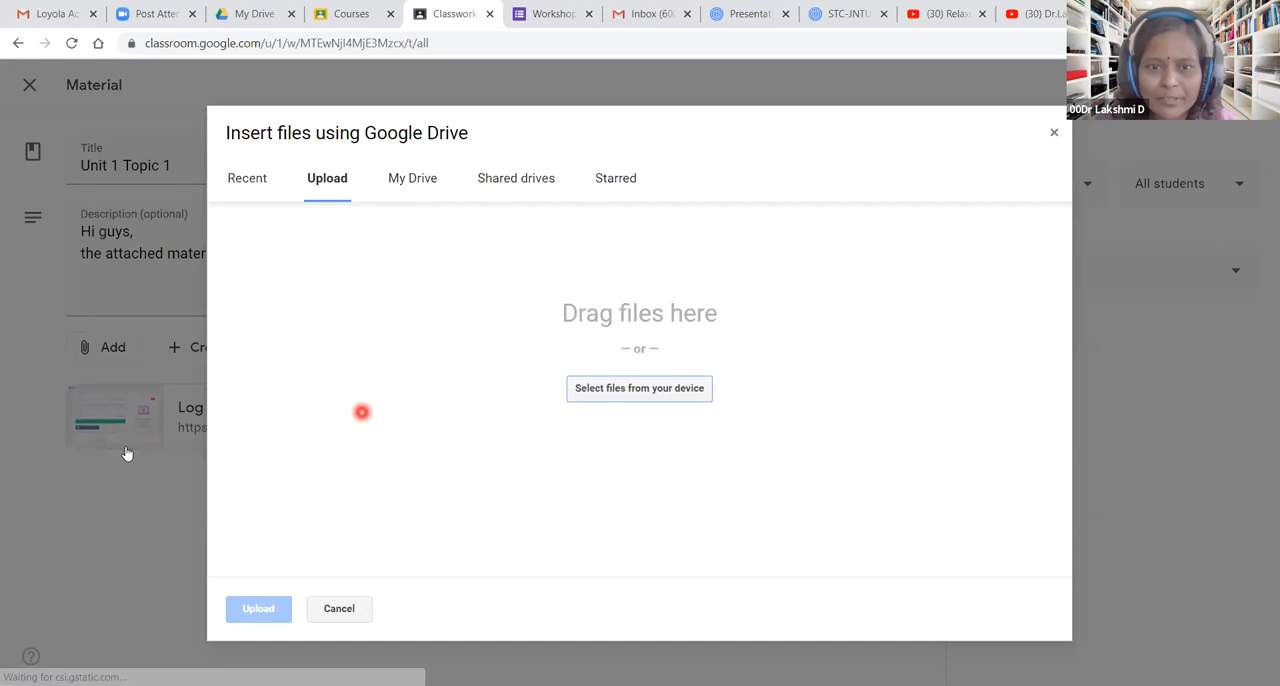 Loyola Ac
Post Atter
My Drive
Courses
Classwork
Workshop
Inbox (60
Presentat
STC-JNTU
(30) Relax
(30) Dr.La
classroom.google.com/u/1/w/MTEwNjI4MjE3Mzcx/t/all
00Dr Lakshmi D
Material
Insert files using Google Drive
Title
Unit 1 Topic 1
Recent
Upload
My Drive
Shared drives
Starred
All students
Description (optional)
Hi guys,
the attached mater
Drag files here
— or —
Select files from your device
Add
Cr
Log
https
Upload
Cancel
Waiting for csi.gstatic.com...